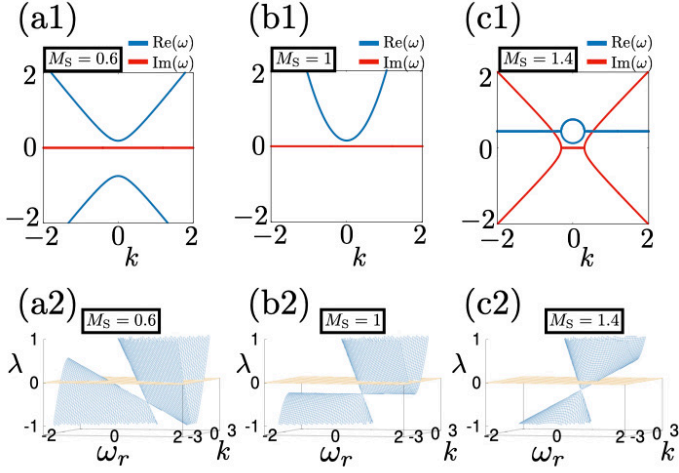 (a1) (b1) (c1)
Re(ω) Re(ω) Re(ω)
M_S = 0.6 Im(ω) M_S = 1 Im(ω) M_S = 1.4 Im(ω)
2 2 2
0 0 0
-2 -2 -2
-2 0 2 -2 0 2 -2 0 2
k k k
(a2) (b2) (c2)
M_S = 0.6 M_S = 1 M_S = 1.4
1 1 1
λ 0 λ 0 λ 0
-1 -1 -1
-2 0 2 -3 0 3 -2 0 2 -3 0 3 -2 0 2 -3 0 3
ω_r k ω_r k ω_r k